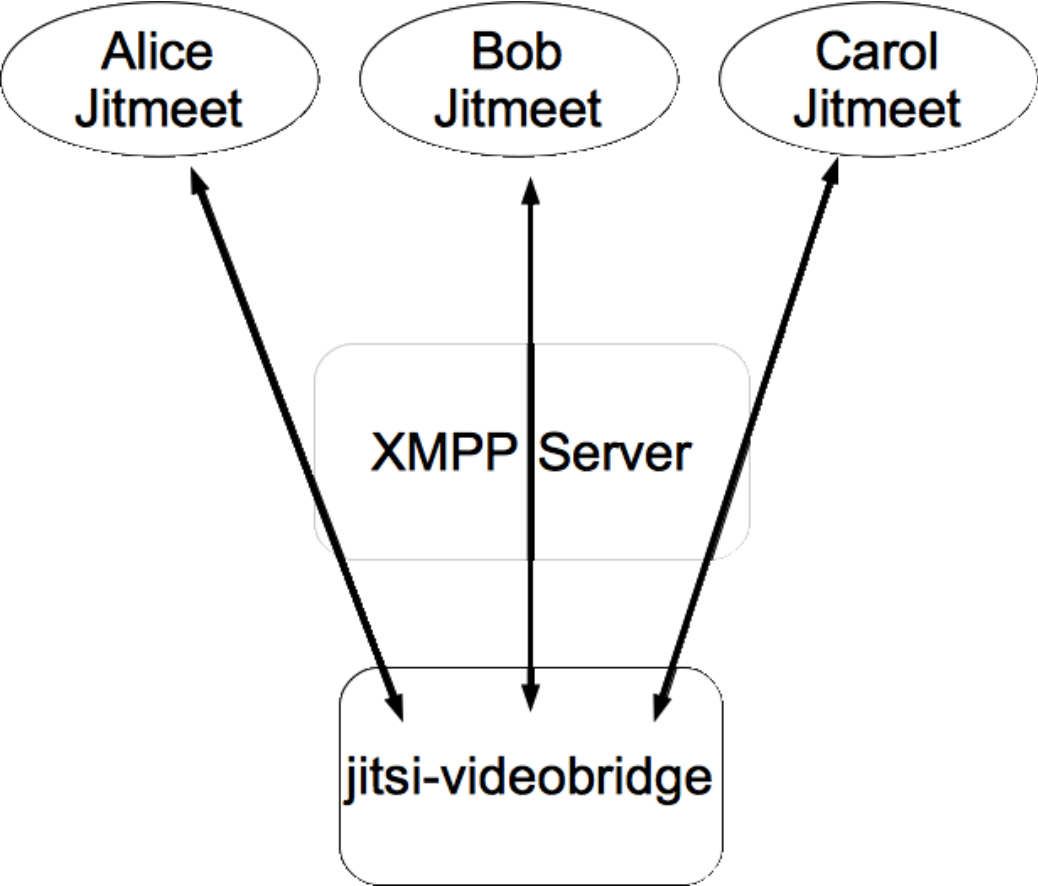 Alice
Jitmeet
Bob
Jitmeet
Carol
Jitmeet
XMPP Server
jitsi-videobridge